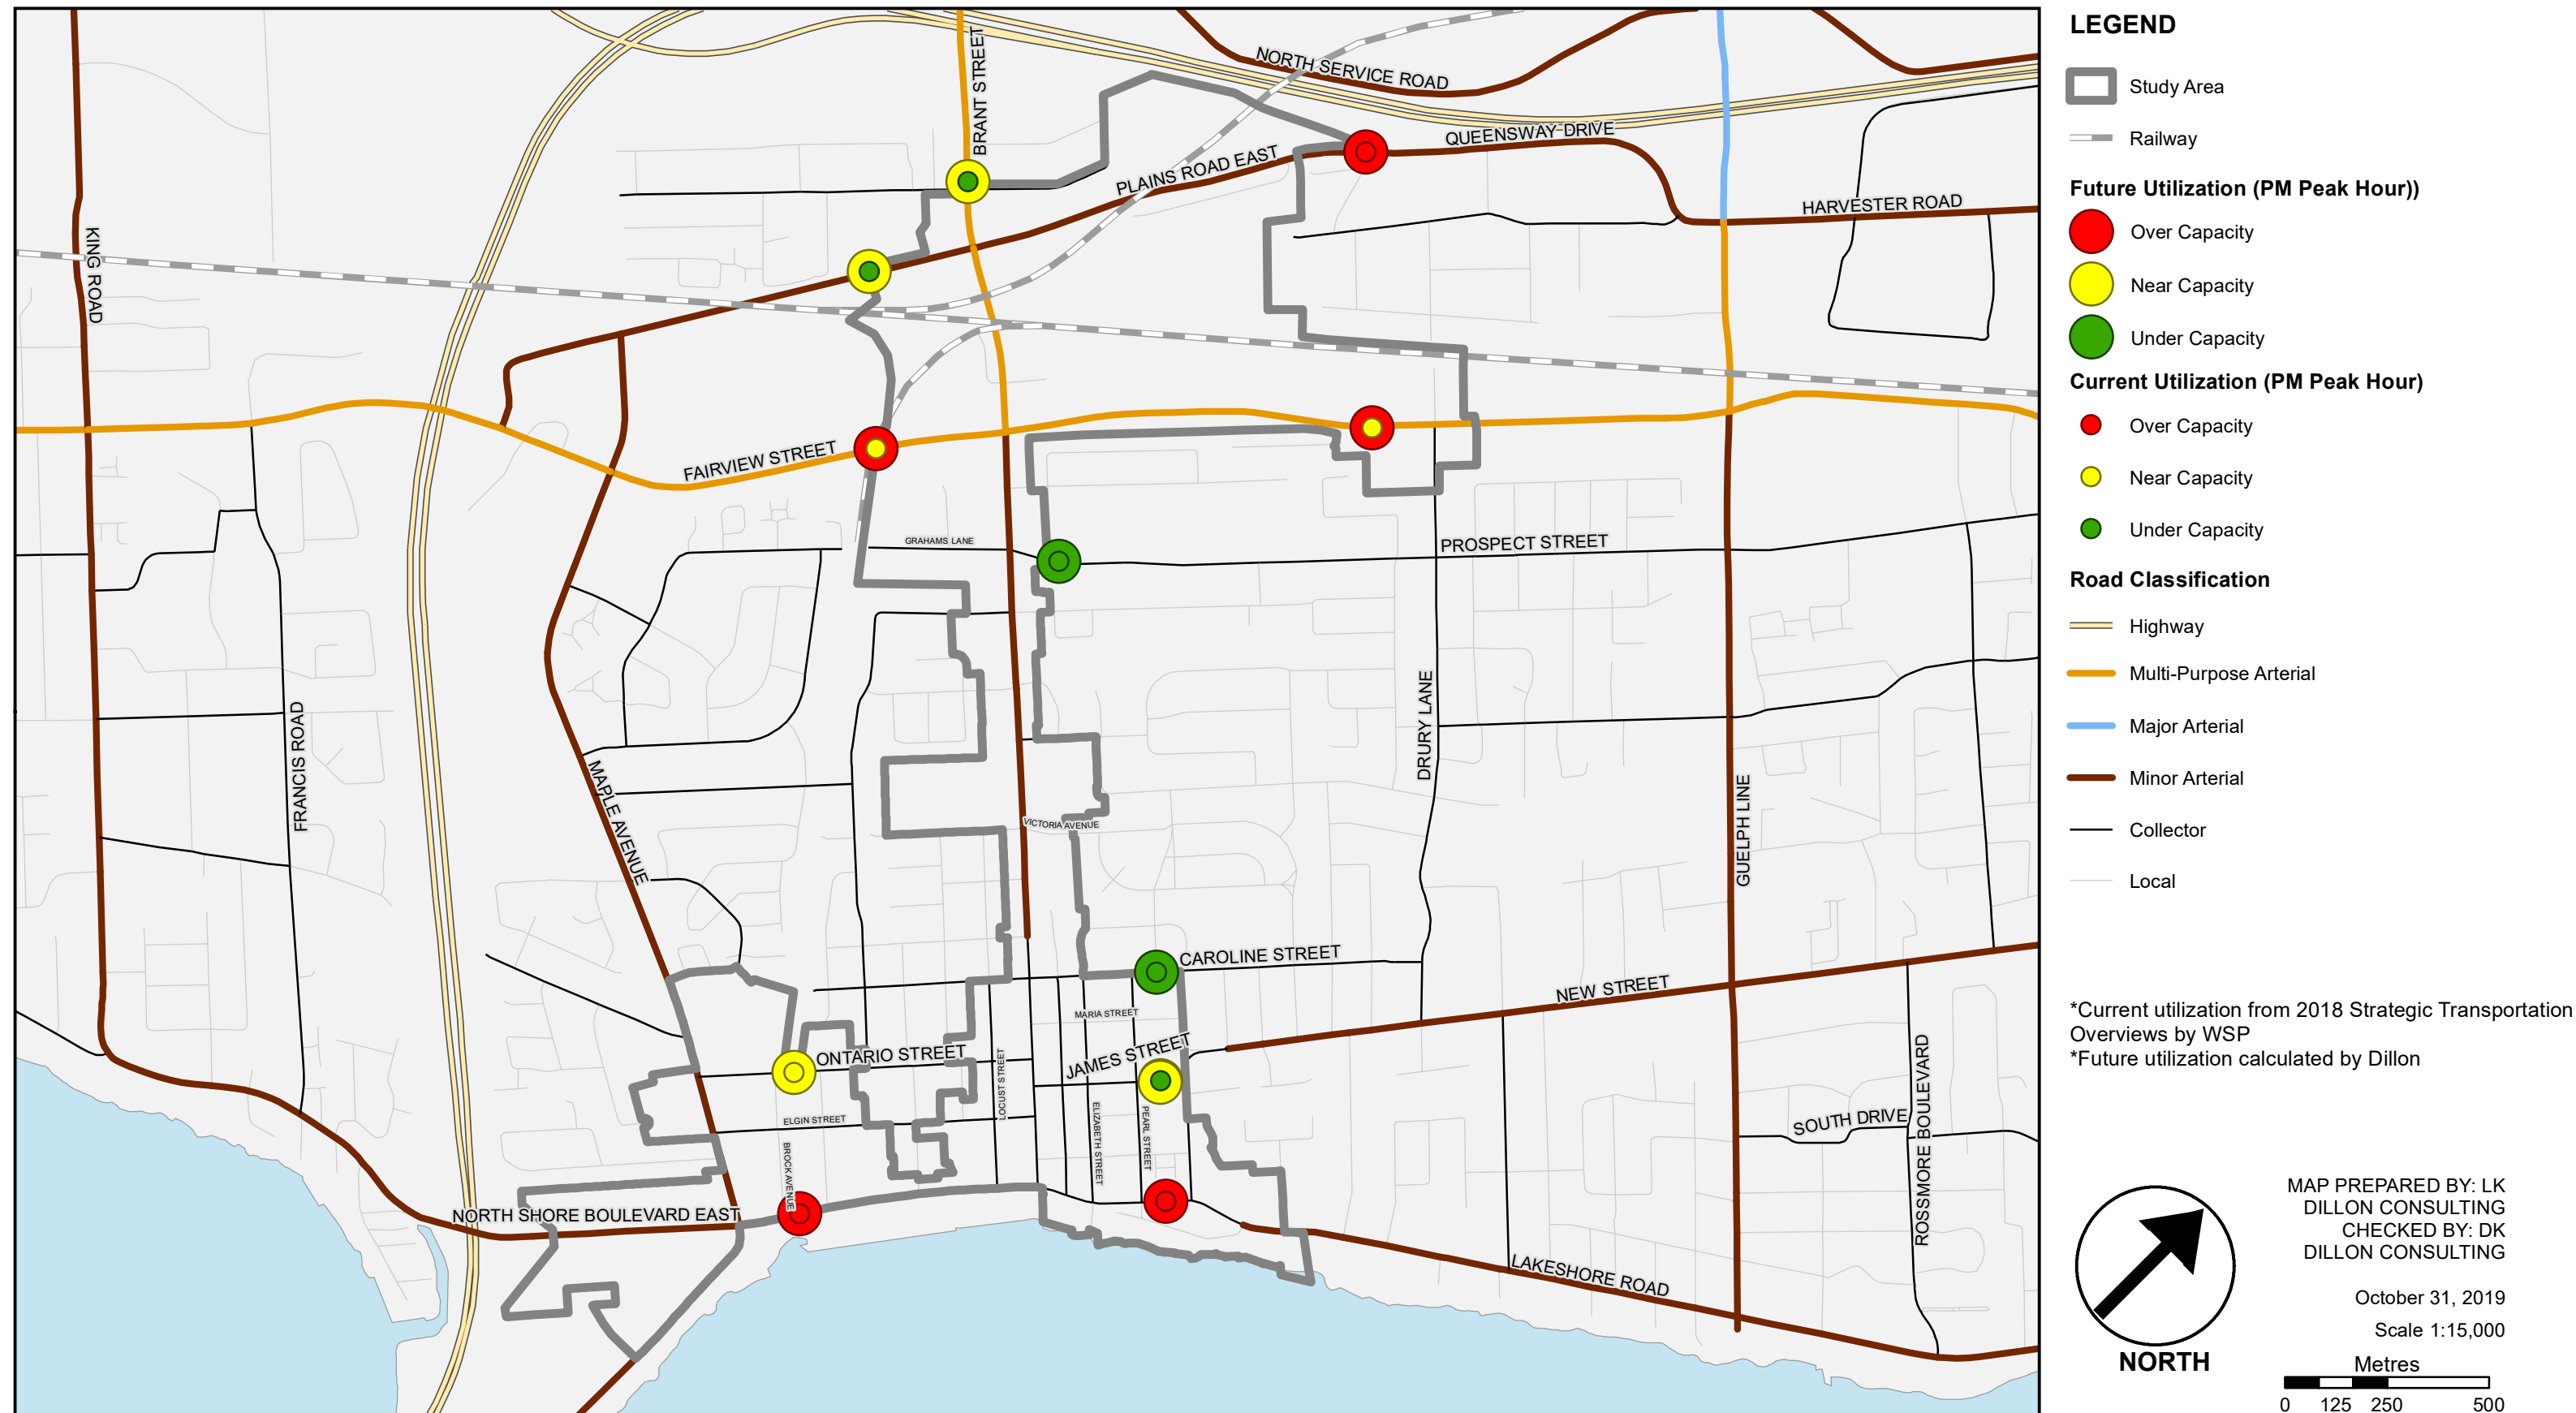 BRANT STREET
NORTH SERVICE ROAD
QUEENSWAY DRIVE
PLAINS ROAD EAST
HARVESTER ROAD
KING ROAD
FAIRVIEW STREET
GRAHAMS LANE
PROSPECT STREET
FRANCIS ROAD
DRURY LANE
MAPLE AVENUE
GUELPH LINE
VICTORIA AVENUE
CAROLINE STREET
NEW STREET
MARIA STREET
JAMES STREET
ONTARIO STREET
LOCUST STREET
ELIZABETH STREET
PEARL STREET
ELGIN STREET
BROCK AVENUE
SOUTH DRIVE
ROSSMORE BOULEVARD
NORTH SHORE BOULEVARD EAST
LAKESHORE ROAD
LEGEND
Study Area
Railway
Future Utilization (PM Peak Hour))
Over Capacity
Near Capacity
Under Capacity
Current Utilization (PM Peak Hour)
Over Capacity
Near Capacity
Under Capacity
Road Classification
Highway
Multi-Purpose Arterial
Major Arterial
Minor Arterial
Collector
Local
*Current utilization from 2018 Strategic Transportation
Overviews by WSP
*Future utilization calculated by Dillon
NORTH
MAP PREPARED BY: LK
DILLON CONSULTING
CHECKED BY: DK
DILLON CONSULTING
October 31, 2019
Scale 1:15,000
Metres
0 125 250 500